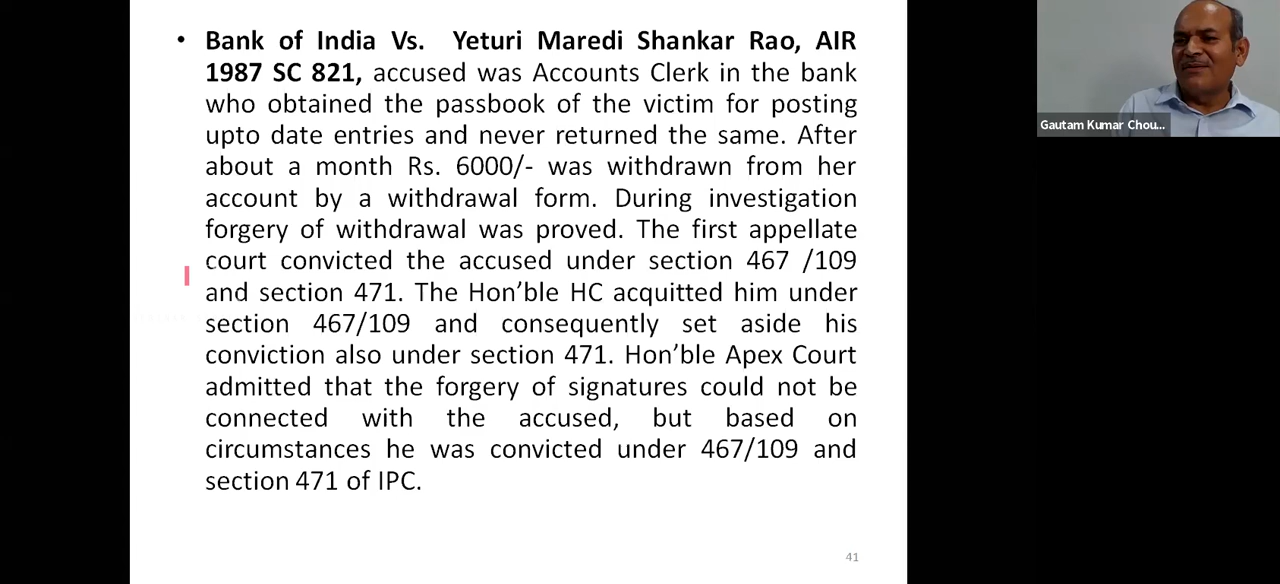 • Bank of India Vs. Yeturi Maredi Shankar Rao, AIR
1987 SC 821, accused was Accounts Clerk in the bank
who obtained the passbook of the victim for posting
upto date entries and never returned the same. After
about a month Rs. 6000/- was withdrawn from her
account by a withdrawal form. During investigation
forgery of withdrawal was proved. The first appellate
court convicted the accused under section 467 /109
and section 471. The Hon’ble HC acquitted him under
section 467/109 and consequently set aside his
conviction also under section 471. Hon’ble Apex Court
admitted that the forgery of signatures could not be
connected with the accused, but based on
circumstances he was convicted under 467/109 and
section 471 of IPC.
41
Gautam Kumar Chou...